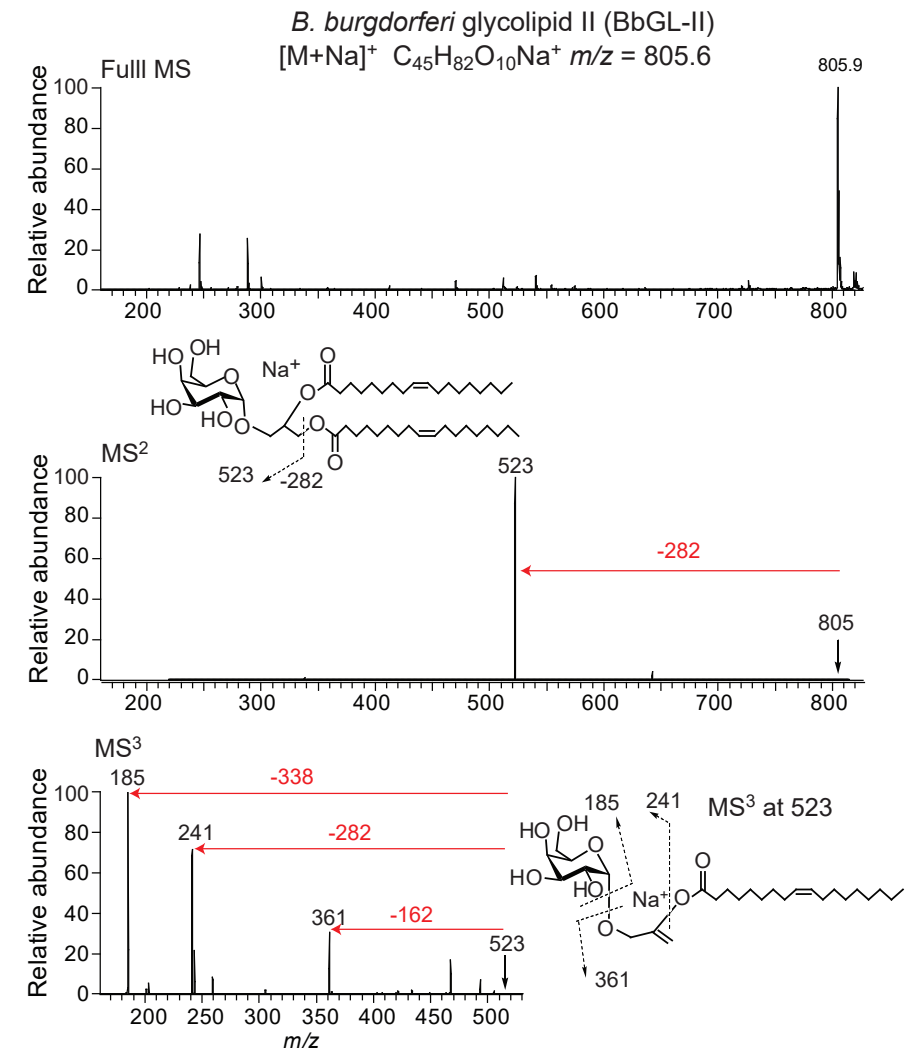 B. burgdorferi glycolipid II (BbGL-II)
[M+Na]⁺ C₄₅H₈₂O₁₀Na⁺ m/z = 805.6
Fulll MS
805.9
Relative abundance
100
80
60
40
20
0
200 300 400 500 600 700 800
HO OH
HO
HO
O
O
Na⁺
O
O
O
O
523 -282
MS²
Relative abundance
100
80
60
40
20
0
523
-282
805
200 300 400 500 600 700 800
MS³
Relative abundance
100
80
60
40
20
0
185
-338
241
-282
361
-162
523
200 250 300 350 400 450 500
m/z
185 241 MS³ at 523
HO OH
HO
HO
O
O
Na⁺
O
O
361